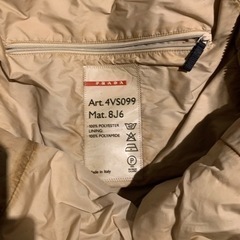 PRADA
Art. 4VS099
Mat. 8J6
100% POLYESTER
LINING:
100% POLYAMIDE
Made in Italy